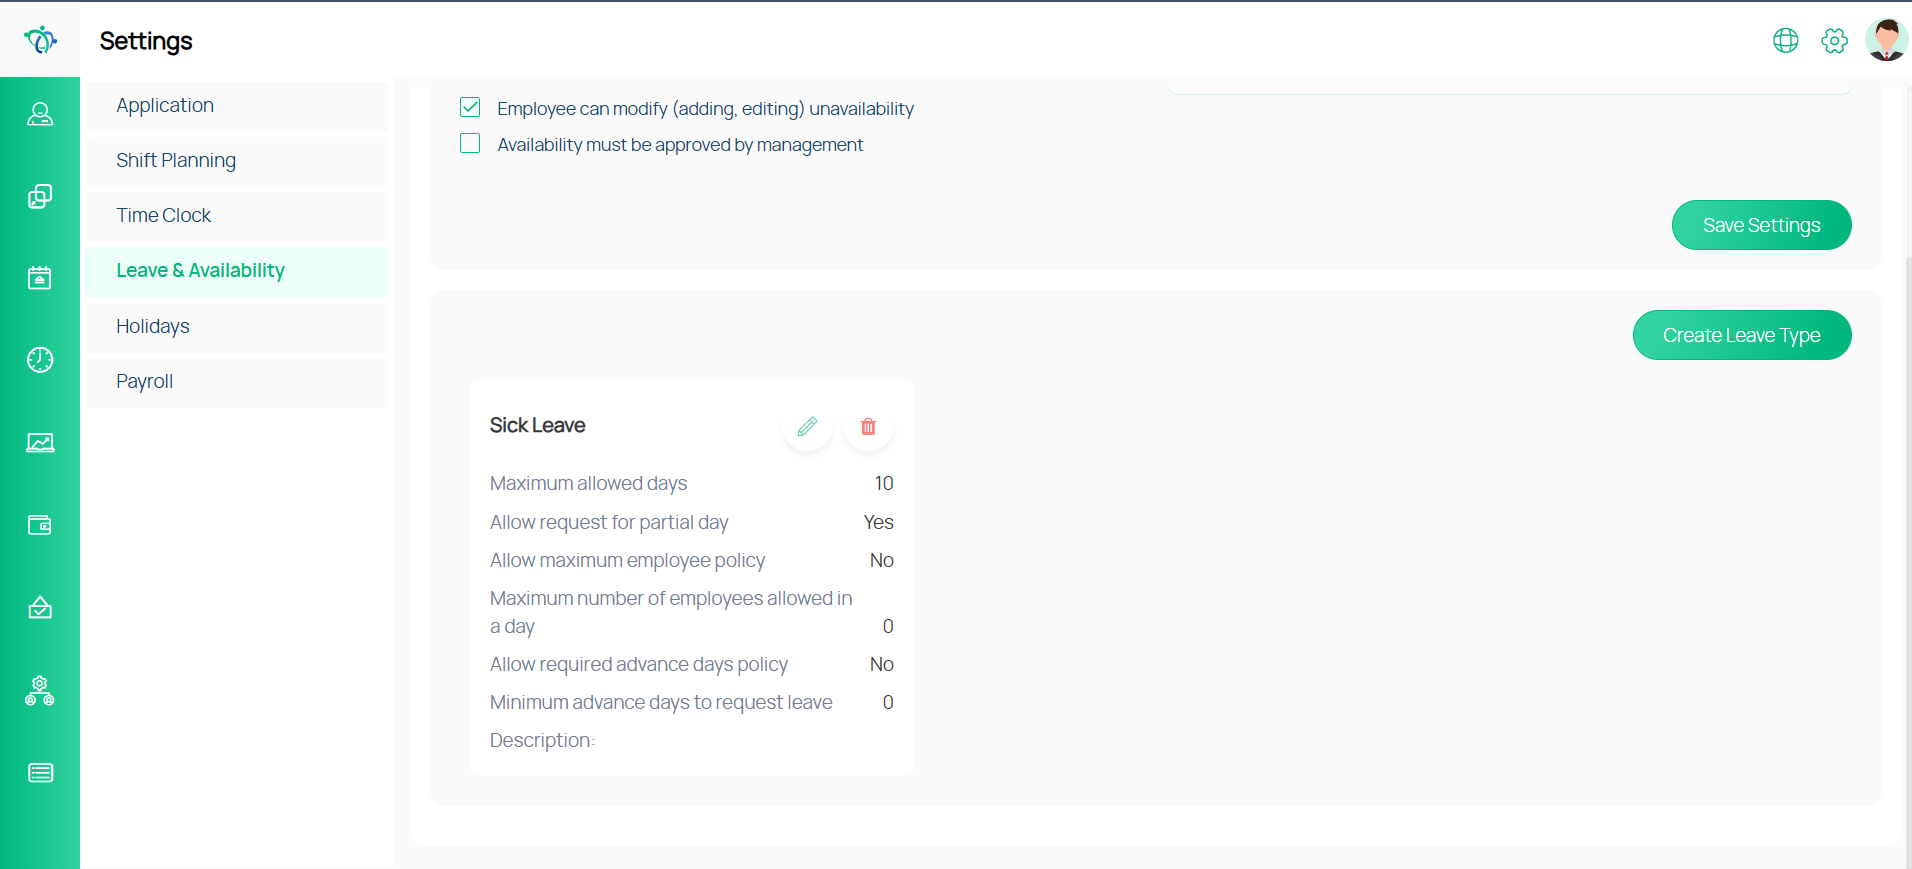 Settings
Application
Shift Planning
Time Clock
Leave & Availability
Holidays
Payroll
Employee can modify (adding, editing) unavailability
Availability must be approved by management
Save Settings
Create Leave Type
Sick Leave
Maximum allowed days 10
Allow request for partial day Yes
Allow maximum employee policy No
Maximum number of employees allowed in
a day 0
Allow required advance days policy No
Minimum advance days to request leave 0
Description: